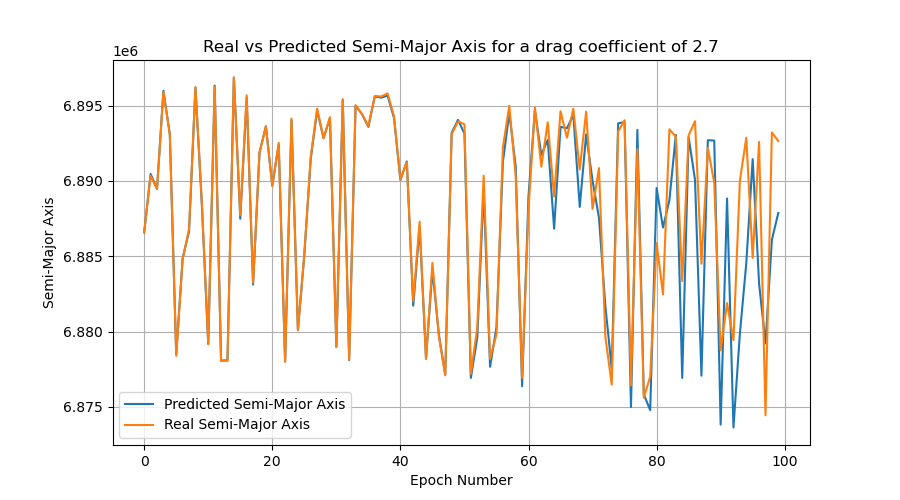 Real vs Predicted Semi-Major Axis for a drag coefficient of 2.7
1e6
6.895
6.890
6.885
6.880
6.875
Semi-Major Axis
Predicted Semi-Major Axis
Real Semi-Major Axis
0 20 40 60 80 100
Epoch Number